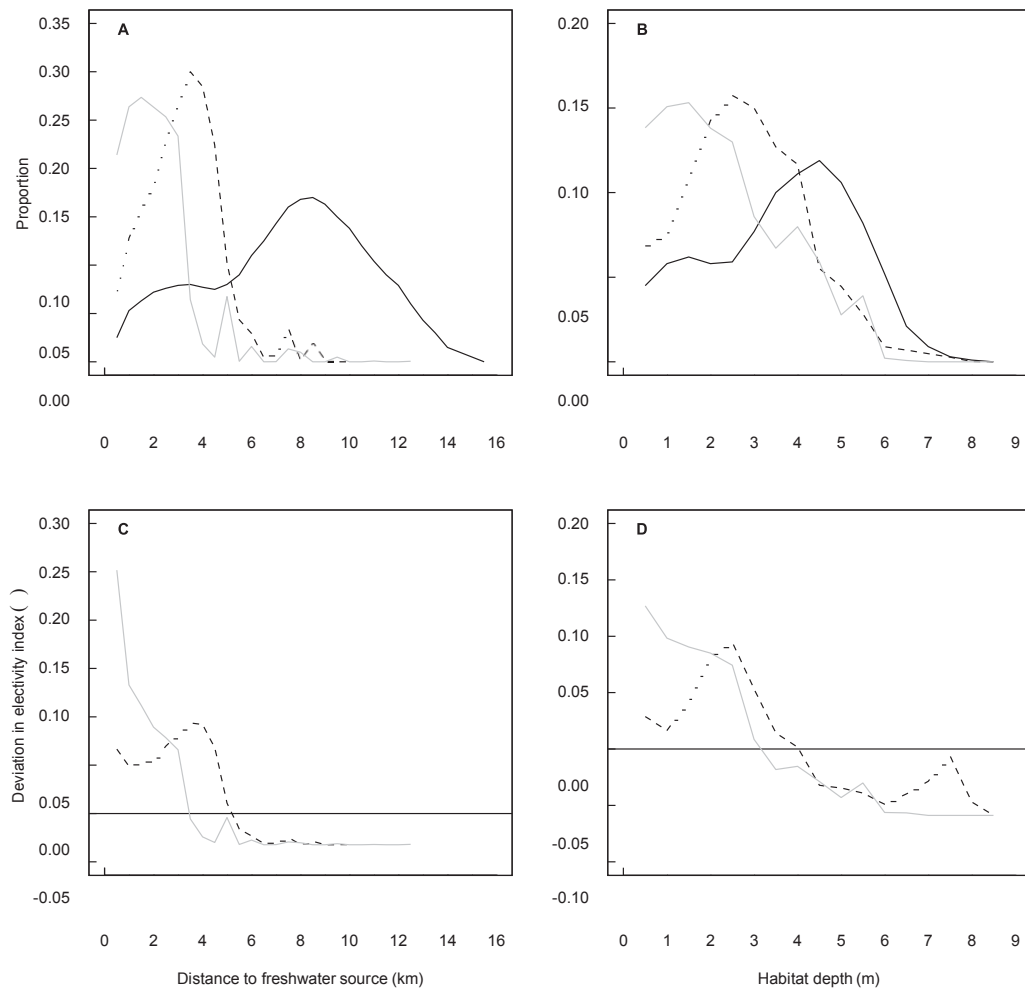 A
B
0.35
0.30
0.25
0.20
0.15
0.10
0.05
0.00
Proportion
0.20
0.15
0.10
0.05
0.00
0 2 4 6 8 10 12 14 16
0 1 2 3 4 5 6 7 8 9
C
D
0.30
0.25
0.20
0.15
0.10
0.05
0.00
-0.05
Deviation in electivity index ( )
0.20
0.15
0.10
0.05
0.00
-0.05
-0.10
0 2 4 6 8 10 12 14 16
0 1 2 3 4 5 6 7 8 9
Distance to freshwater source (km)
Habitat depth (m)